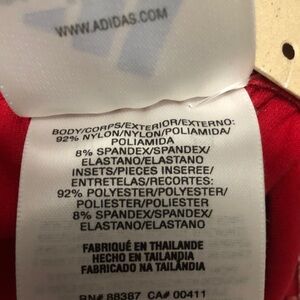 WWW.ADIDAS.COM
BODY/CORPS/EXTERIOR/EXTERNO:
92% NYLON/NYLON/POLIAMIDA/
POLIAMIDA
8% SPANDEX/SPANDEX/
ELASTANO/ELASTANO
INSETS/PIECES INSEREE/
ENTRETELAS/RECORTES:
92% POLYESTER/POLYESTER/
POLIESTER/POLIESTER
8% SPANDEX/SPANDEX/
ELASTANO/ELASTANO
FABRIQUÉ EN THAILANDE
HECHO EN TAILANDIA
FABRICADO NA TAILÂNDIA
RN# 88387 CA# 00411